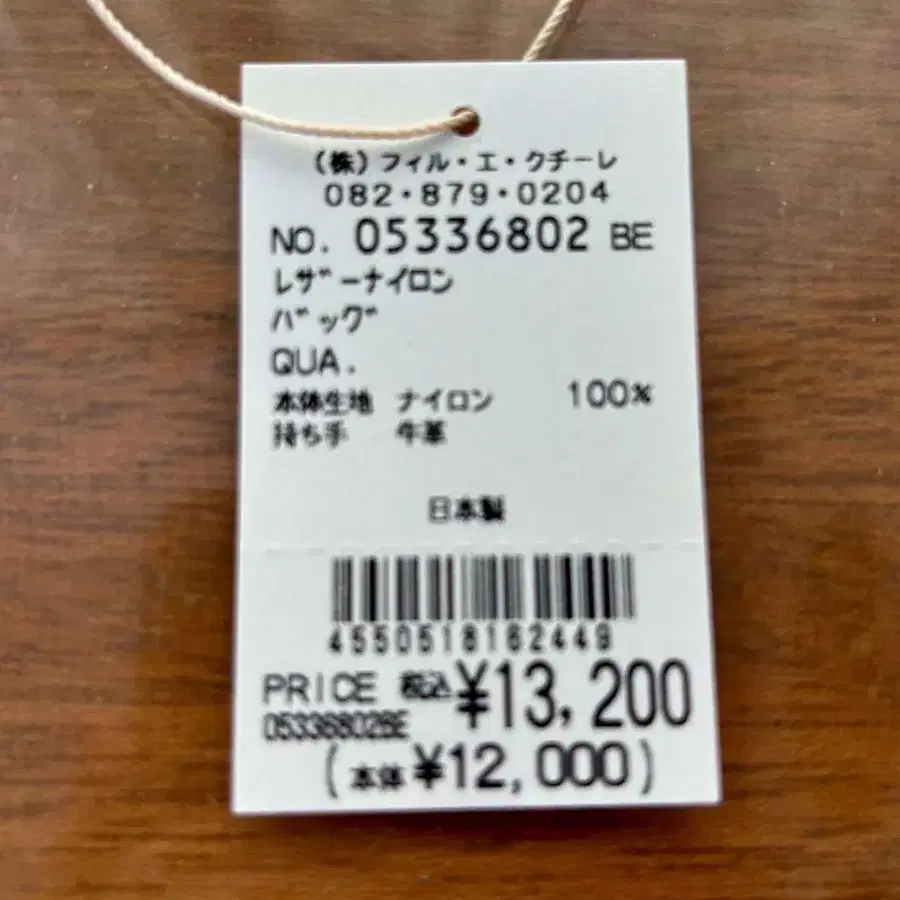 (株)フィル・エ・クチーレ
082・879・0204
NO. 05336802 BE
レザーナイロン
バッグ
QUA.
本体生地 ナイロン 100%
持ち手 牛革
日本製
4550518162449
PRICE 税込 ¥13,200
05336802BE
(本体 ¥12,000)